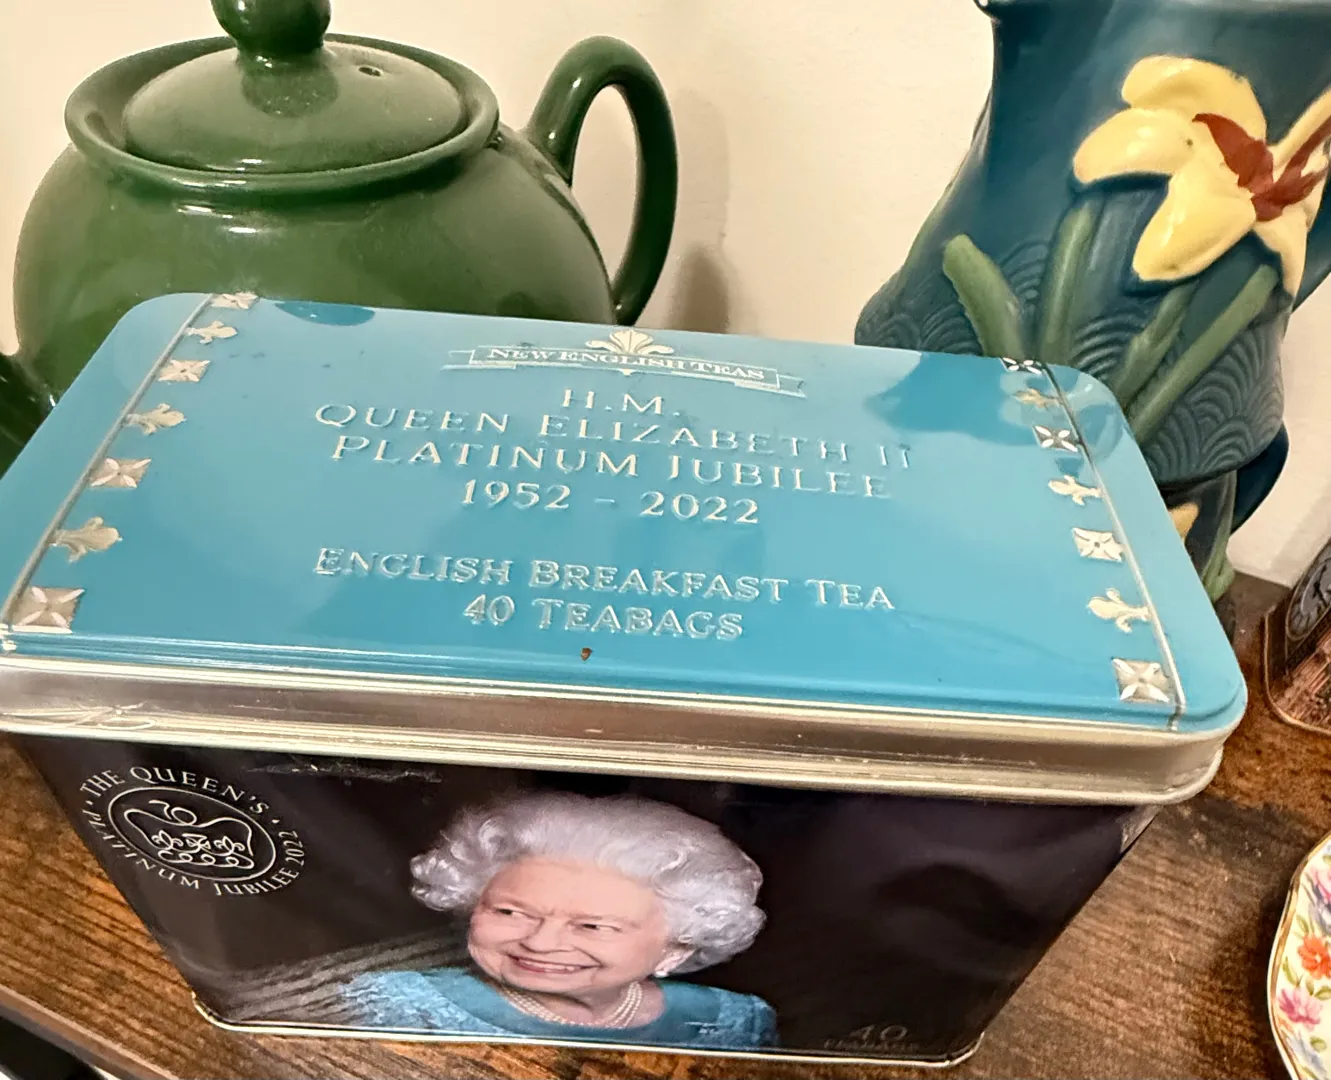 NEW ENGLISH TEAS
H.M.
QUEEN ELIZABETH II
PLATINUM JUBILEE
1952 - 2022
ENGLISH BREAKFAST TEA
40 TEABAGS
THE QUEEN'S · PLATINUM JUBILEE 2022 ·
40